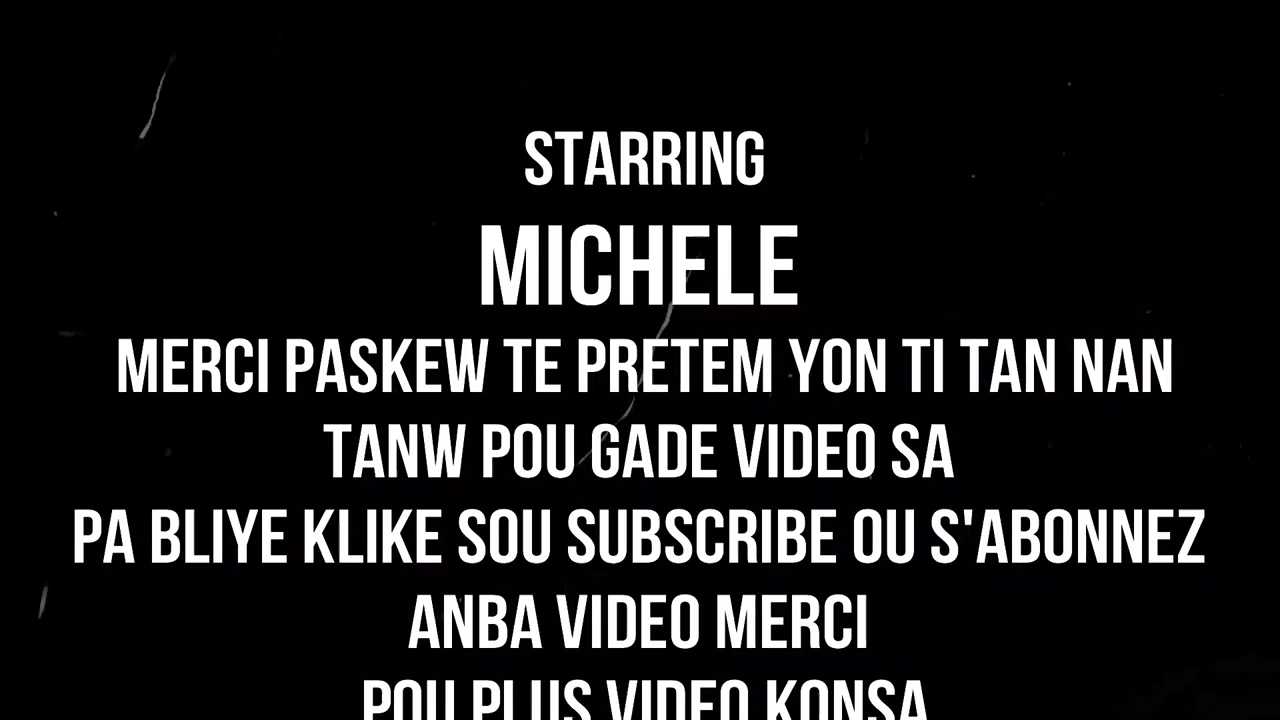 STARRING
MICHELE
MERCI PASKEW TE PRETEM YON TI TAN NAN
TANW POU GADE VIDEO SA
PA BLIYE KLIKE SOU SUBSCRIBE OU S'ABONNEZ
ANBA VIDEO MERCI
POU PLUS VIDEO KONSA